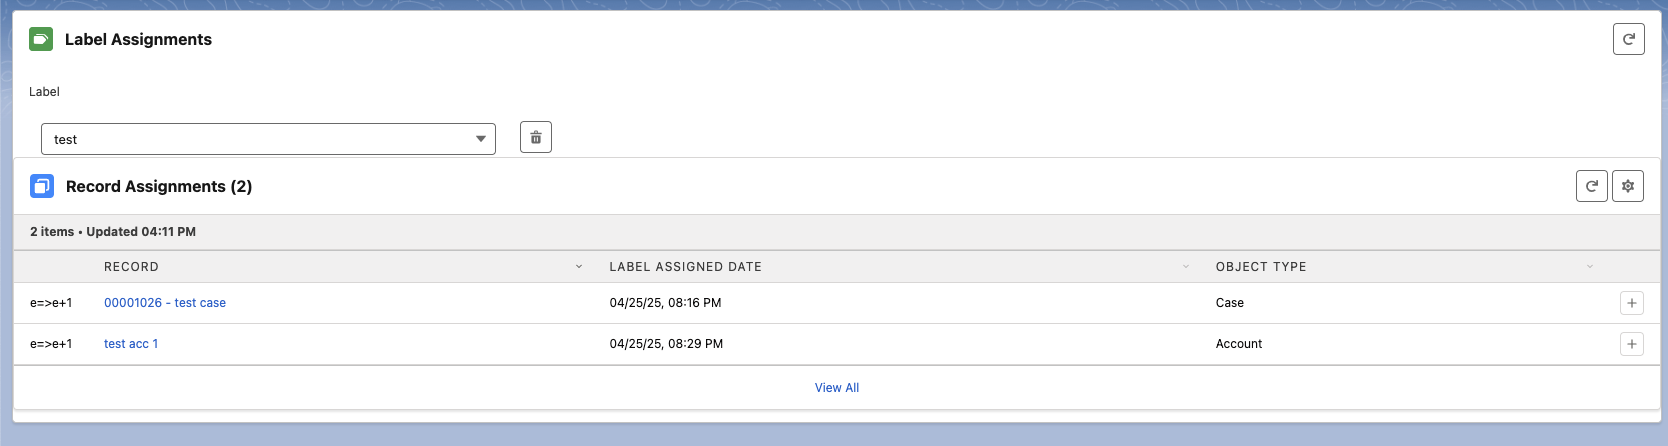 Label Assignments
Label
test
Record Assignments (2)
2 items • Updated 04:11 PM
RECORD LABEL ASSIGNED DATE OBJECT TYPE
e=>e+1 00001026 - test case 04/25/25, 08:16 PM Case
e=>e+1 test acc 1 04/25/25, 08:29 PM Account
View All